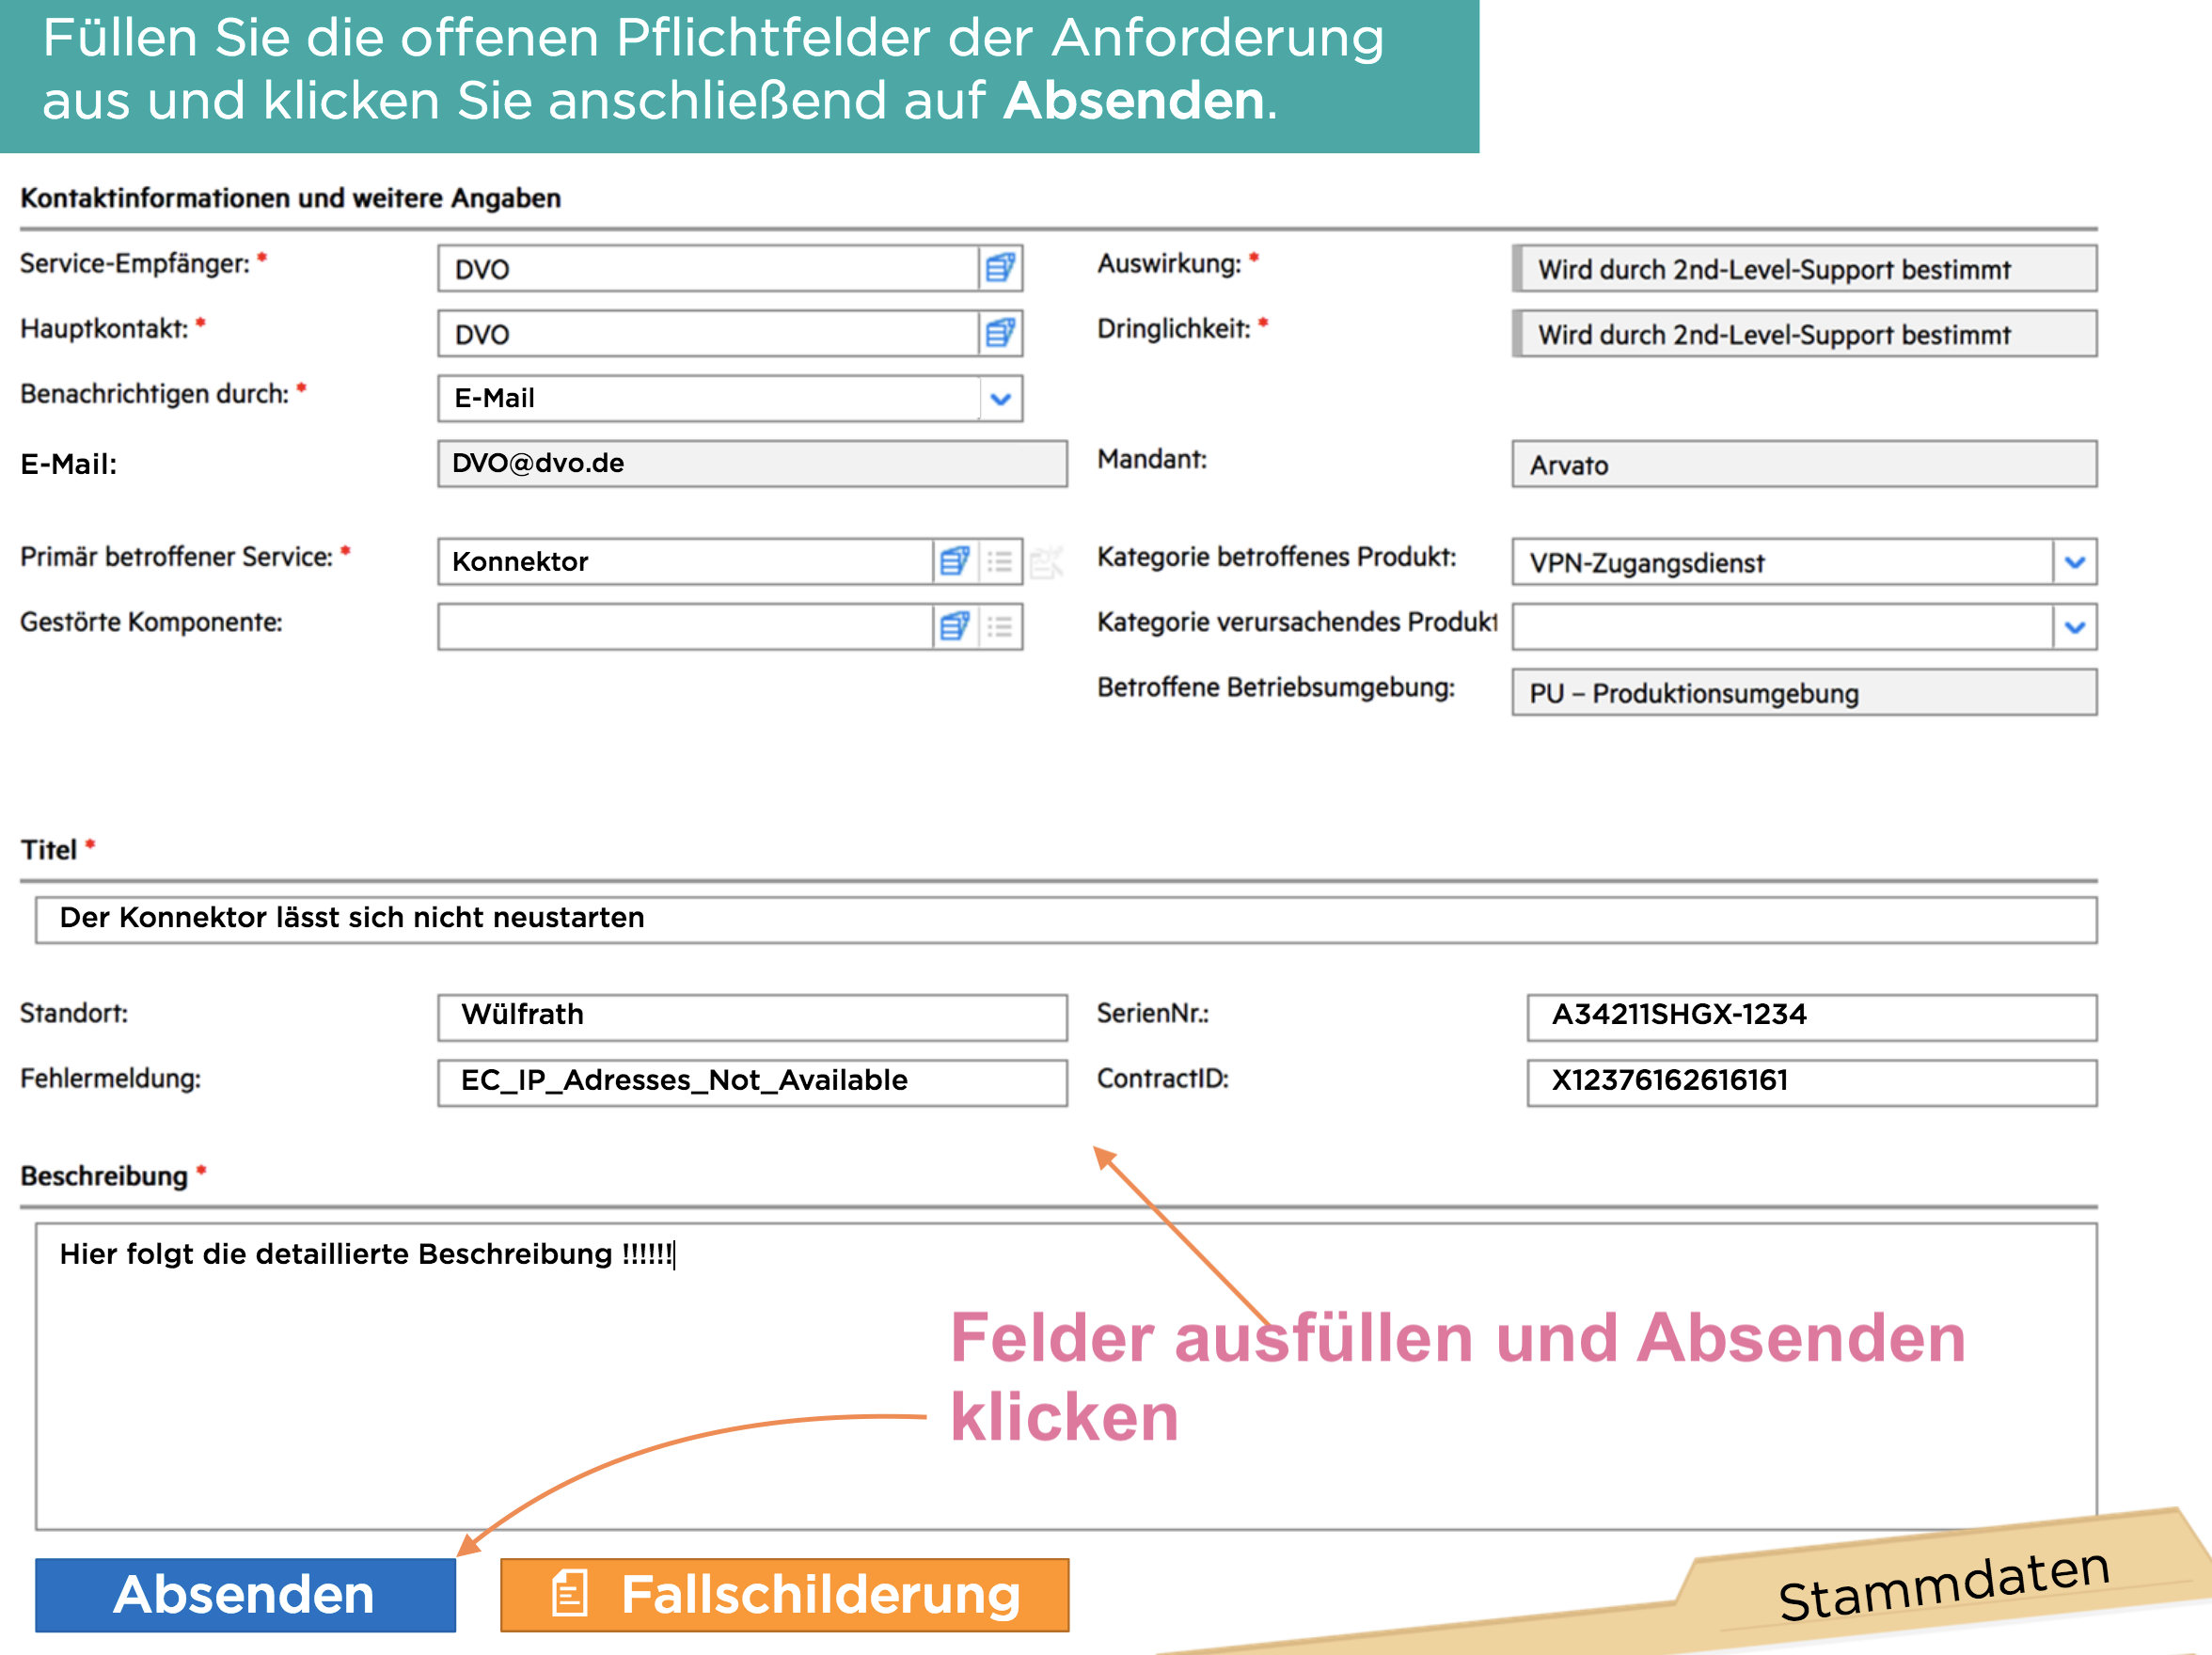 Füllen Sie die offenen Pflichtfelder der Anforderung
aus und klicken Sie anschließend auf Absenden.
Kontaktinformationen und weitere Angaben
Service-Empfänger: * DVO Auswirkung: * Wird durch 2nd-Level-Support bestimmt
Hauptkontakt: * DVO Dringlichkeit: * Wird durch 2nd-Level-Support bestimmt
Benachrichtigen durch: * E-Mail
E-Mail: DVO@dvo.de Mandant: Arvato
Primär betroffener Service: * Konnektor Kategorie betroffenes Produkt: VPN-Zugangsdienst
Gestörte Komponente: Kategorie verursachendes Produkt
Betroffene Betriebsumgebung: PU – Produktionsumgebung
Titel *
Der Konnektor lässt sich nicht neustarten
Standort: Wülfrath SerienNr.: A34211SHGX-1234
Fehlermeldung: EC_IP_Adresses_Not_Available ContractID: X12376162616161
Beschreibung *
Hier folgt die detaillierte Beschreibung !!!!!!
Felder ausfüllen und Absenden
klicken
Absenden Fallschilderung
Stammdaten